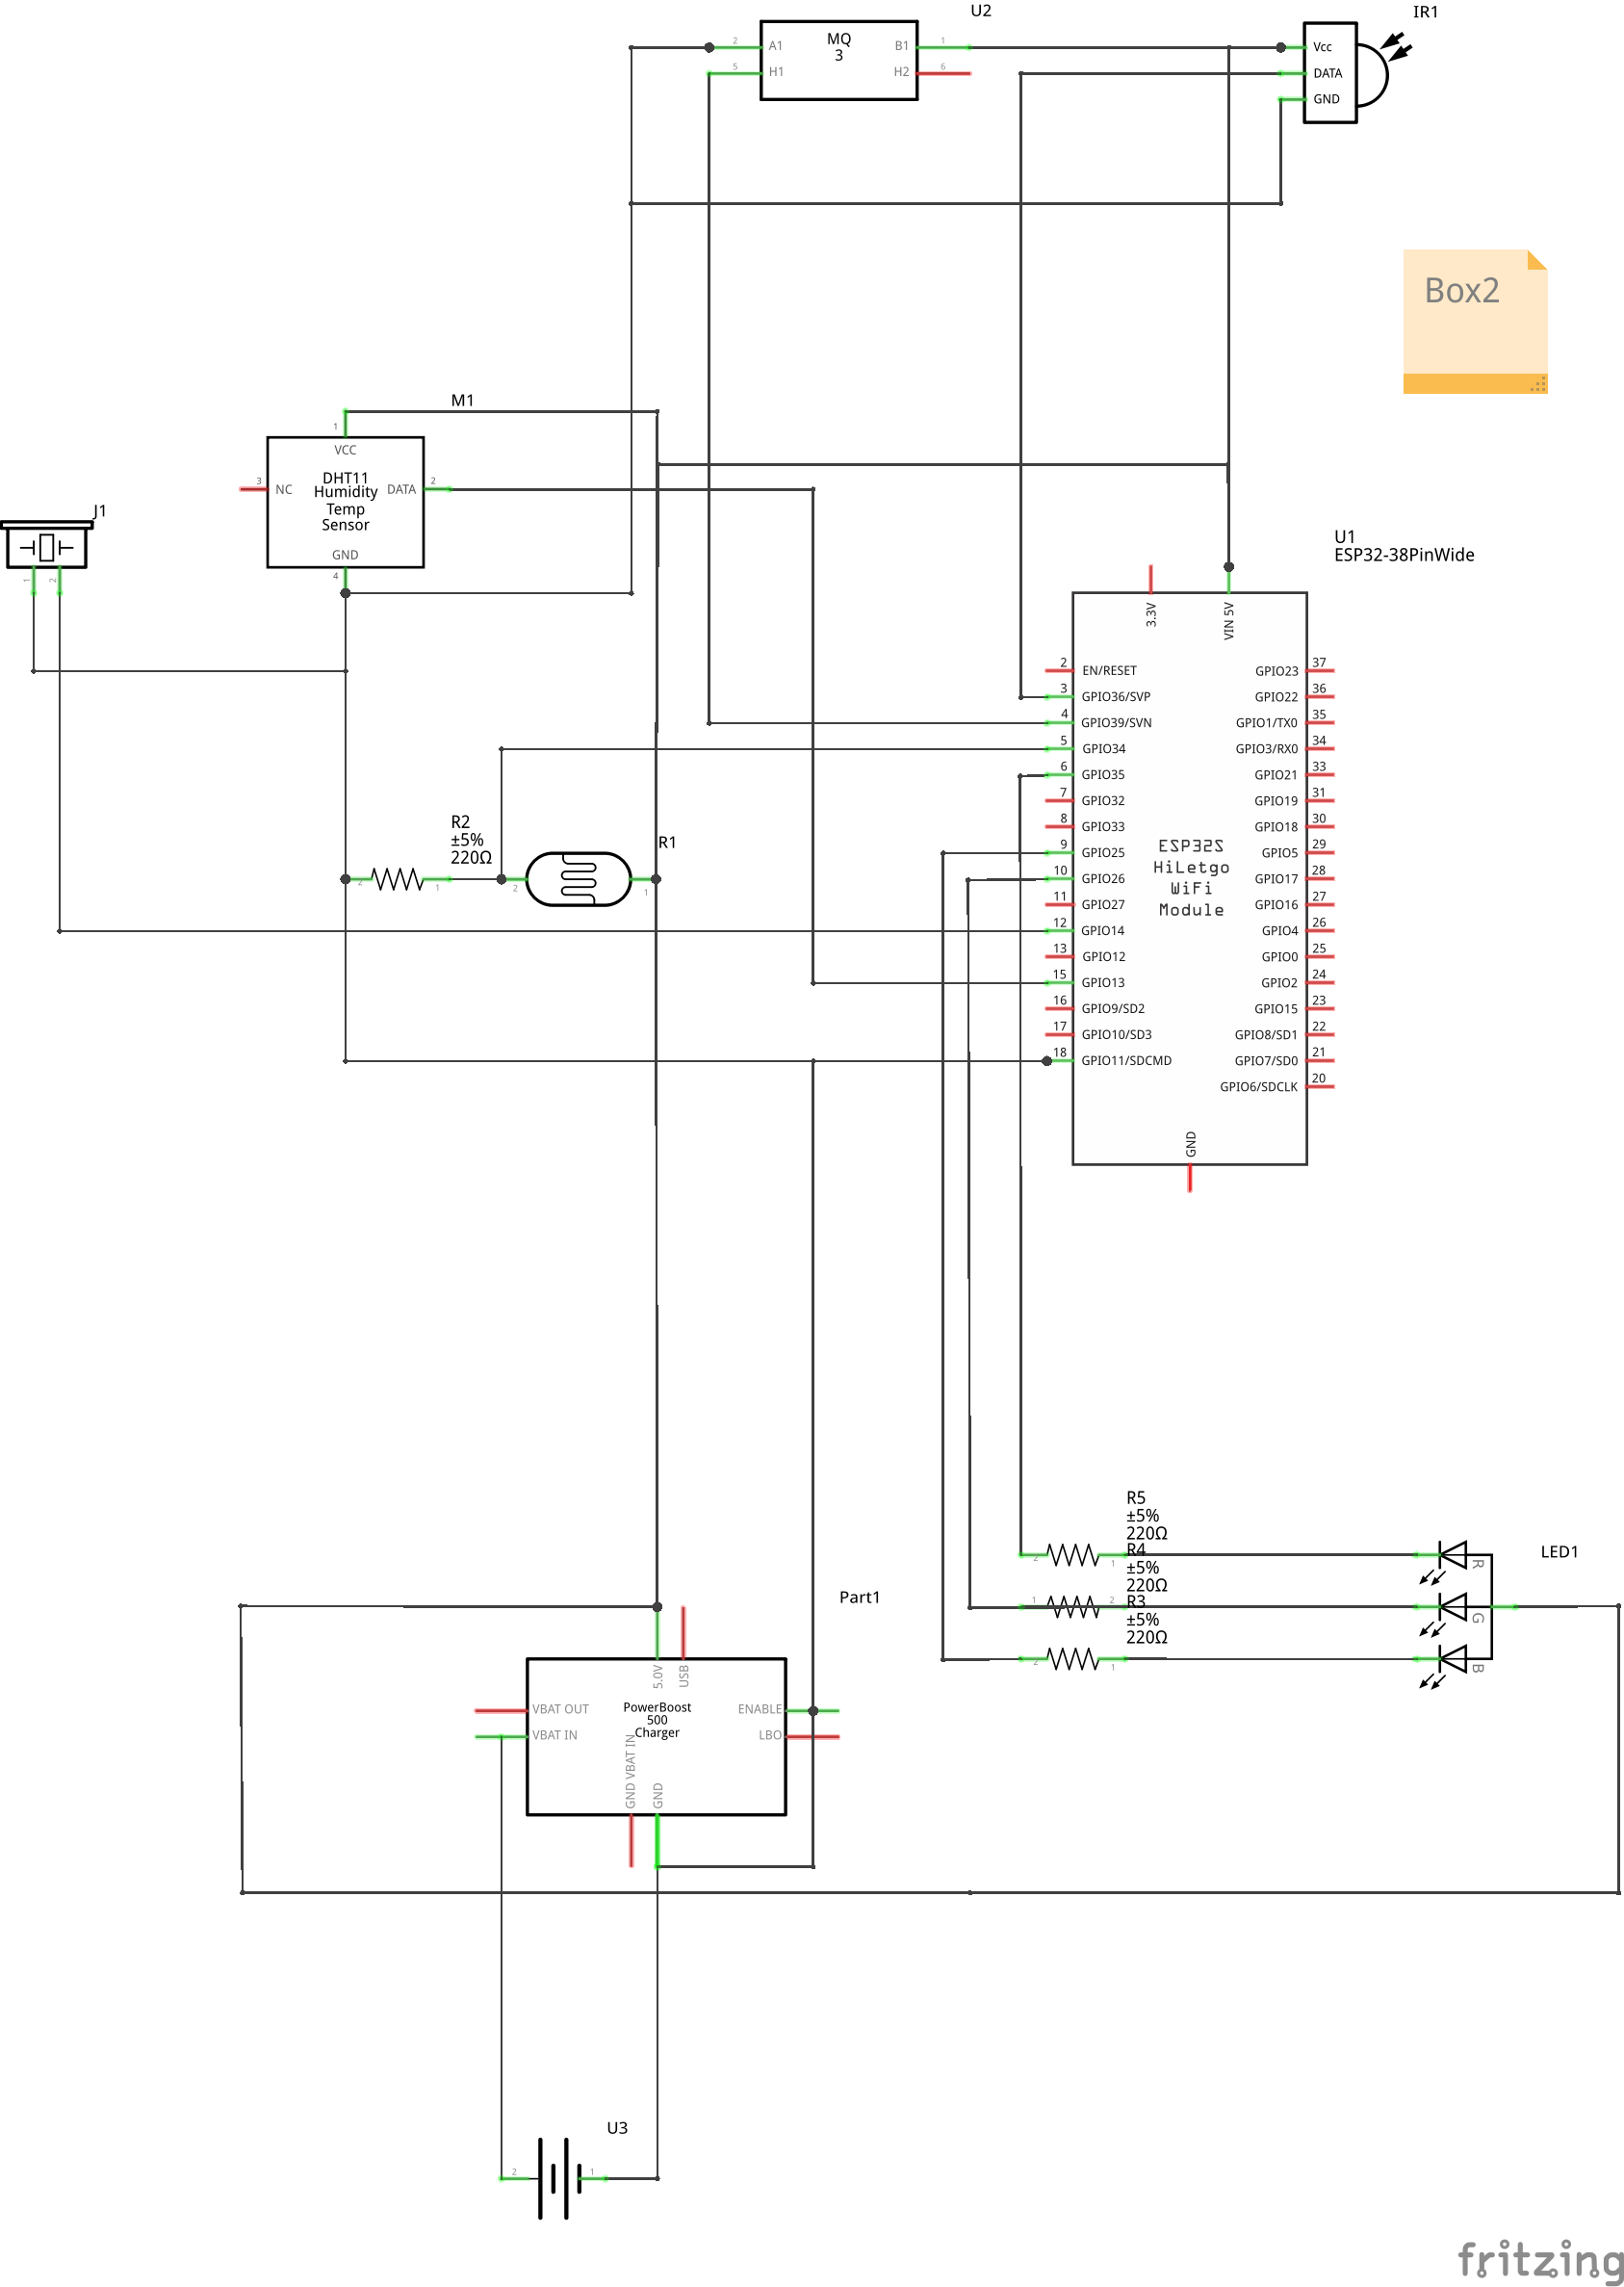 U2
IR1
2
A1
MQ
3
B1
1
5
H1
H2
6
Vcc
DATA
GND
Box2
M1
1
VCC
3
NC
DHT11
Humidity
Temp
Sensor
DATA
2
GND
4
J1
1
2
U1
ESP32-38PinWide
3.3V
VIN 5V
2
EN/RESET
GPIO23
37
3
GPIO36/SVP
GPIO22
36
4
GPIO39/SVN
GPIO1/TX0
35
5
GPIO34
GPIO3/RX0
34
6
GPIO35
GPIO21
33
7
GPIO32
GPIO19
31
8
GPIO33
GPIO18
30
9
GPIO25
GPIO5
29
10
GPIO26
GPIO17
28
11
GPIO27
GPIO16
27
12
GPIO14
GPIO4
26
13
GPIO12
GPIO0
25
15
GPIO13
GPIO2
24
16
GPIO9/SD2
GPIO15
23
17
GPIO10/SD3
GPIO8/SD1
22
18
GPIO11/SDCMD
GPIO7/SD0
21
GPIO6/SDCLK
20
ESP32S
HiLetgo
WiFi
Module
GND
R2
±5%
220Ω
2
1
R1
2
1
R5
±5%
220Ω
2
1
R4
±5%
220Ω
1
2
R3
±5%
220Ω
2
1
LED1
R
G
B
Part1
5.0V
USB
VBAT OUT
VBAT IN
PowerBoost
500
Charger
ENABLE
LBO
GND VBAT IN
GND
U3
2
1
fritzing